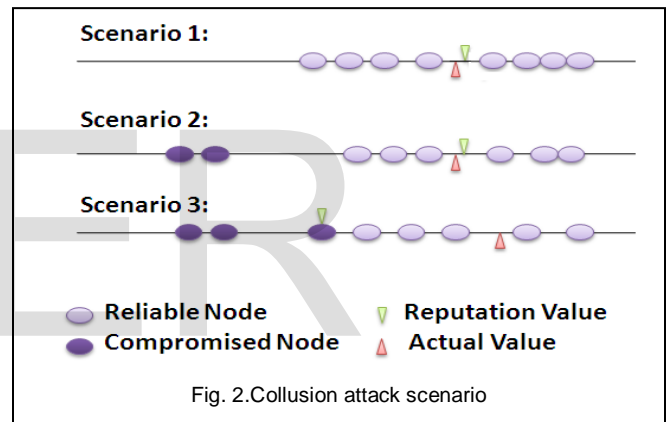 Scenario 1:
Scenario 2:
Scenario 3:
Reliable Node
Reputation Value
Compromised Node
Actual Value
Fig. 2.Collusion attack scenario
ER